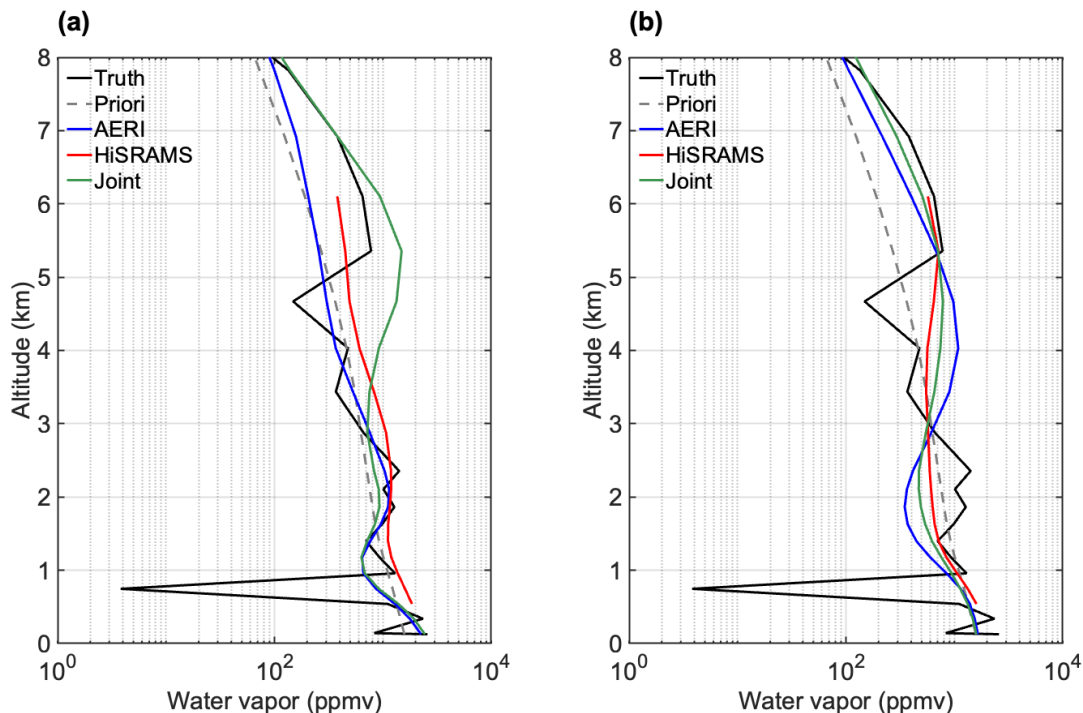 (a)
8
7
6
5
4
3
2
1
0
Altitude (km)
Truth
Priori
AERI
HiSRAMS
Joint
10^0
10^2
10^4
Water vapor (ppmv)
(b)
8
7
6
5
4
3
2
1
0
Altitude (km)
Truth
Priori
AERI
HiSRAMS
Joint
10^0
10^2
10^4
Water vapor (ppmv)